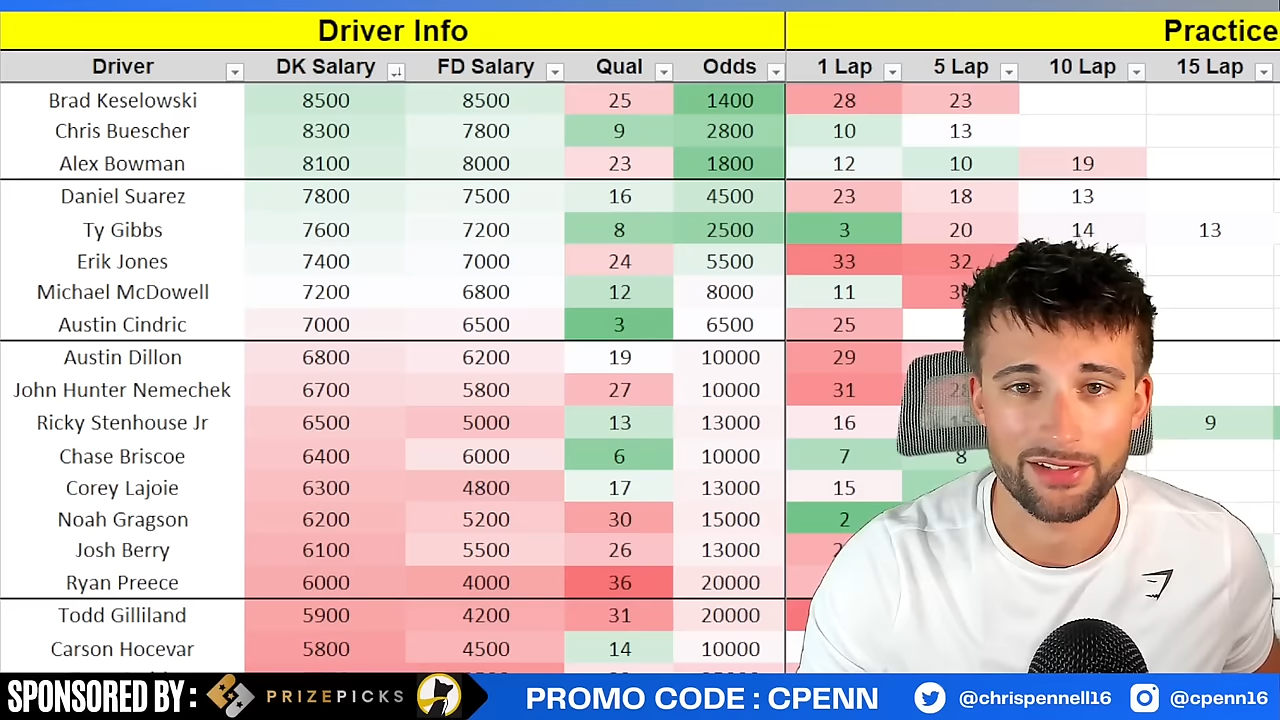 Driver Info Practice
Driver DK Salary FD Salary Qual Odds 1 Lap 5 Lap 10 Lap 15 Lap
Brad Keselowski 8500 8500 25 1400 28 23
Chris Buescher 8300 7800 9 2800 10 13
Alex Bowman 8100 8000 23 1800 12 10 19
Daniel Suarez 7800 7500 16 4500 23 18 13
Ty Gibbs 7600 7200 8 2500 3 20 14 13
Erik Jones 7400 7000 24 5500 33 32
Michael McDowell 7200 6800 12 8000 11
Austin Cindric 7000 6500 3 6500 25
Austin Dillon 6800 6200 19 10000 29
John Hunter Nemechek 6700 5800 27 10000 31
Ricky Stenhouse Jr 6500 5000 13 13000 16 15 9
Chase Briscoe 6400 6000 6 10000 7 8
Corey Lajoie 6300 4800 17 13000 15
Noah Gragson 6200 5200 30 15000 2
Josh Berry 6100 5500 26 13000
Ryan Preece 6000 4000 36 20000
Todd Gilliland 5900 4200 31 20000
Carson Hocevar 5800 4500 14 10000
SPONSORED BY : PRIZEPICKS PROMO CODE : CPENN @chrispennell16 @cpenn16